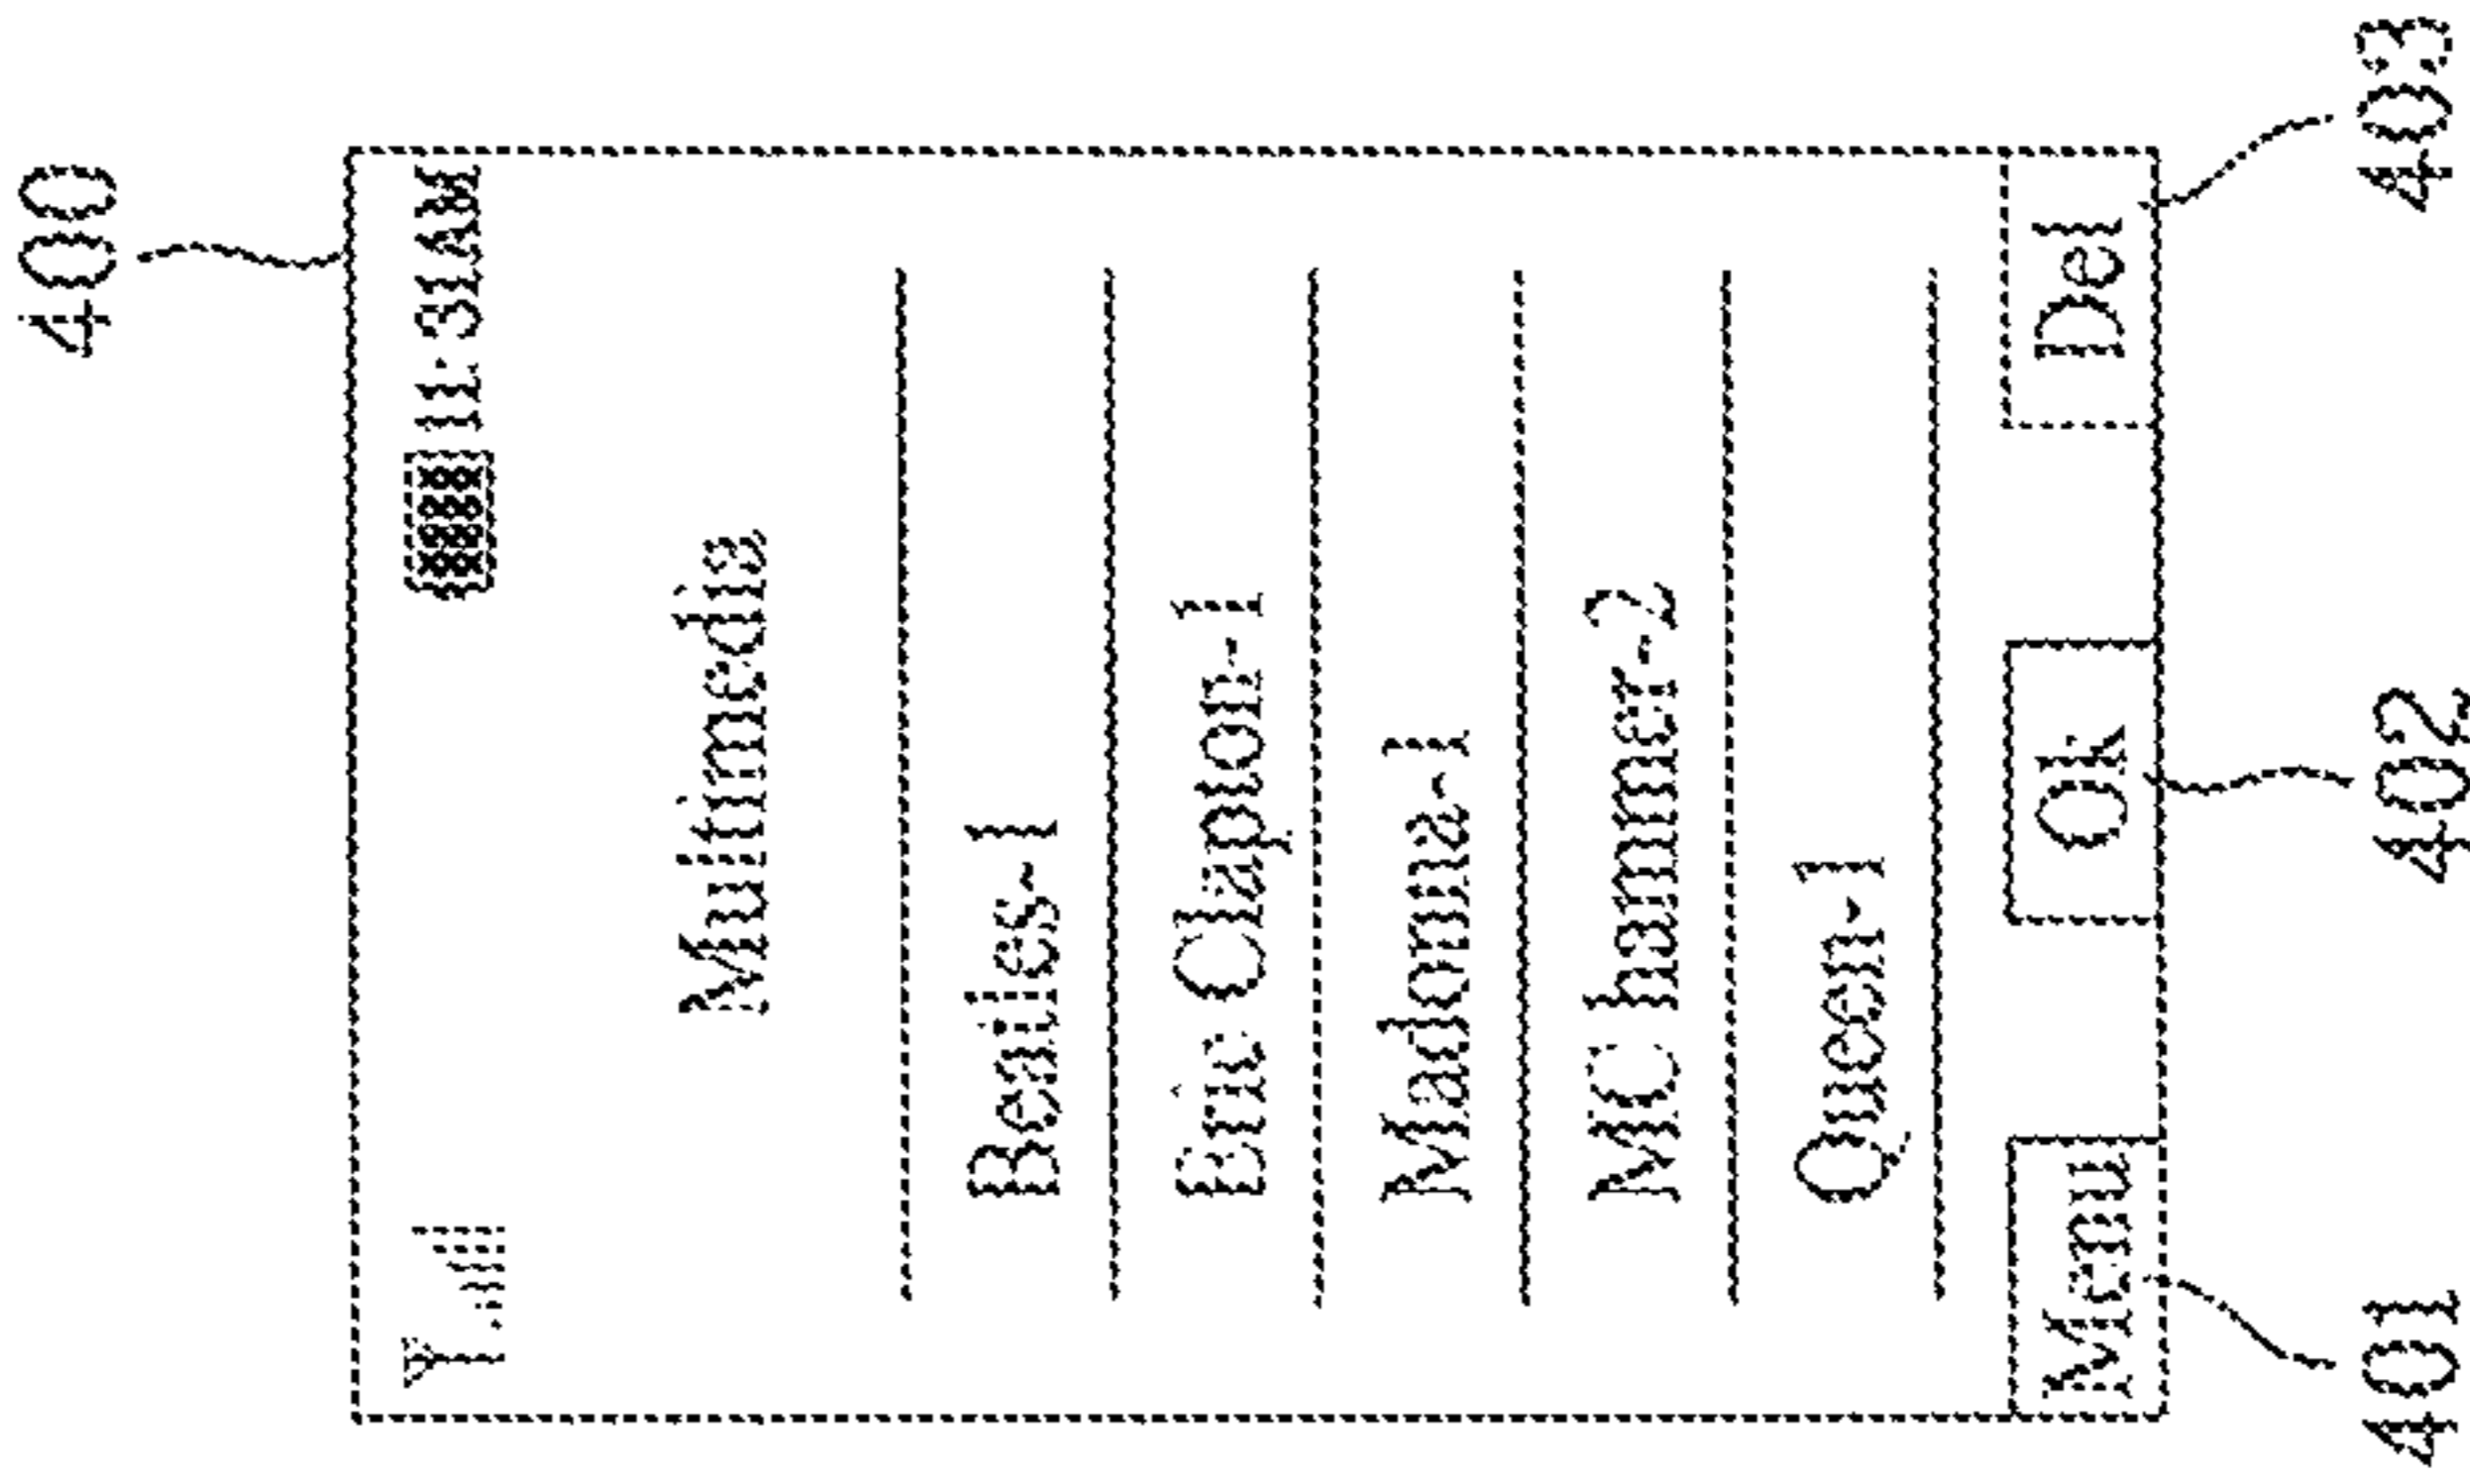 400
11:31AM
Multimedia
Beatles-1
Eric Clapton-1
Madonna-1
MC hammer-2
Queen-1
Menu Ok Del
401 402 403